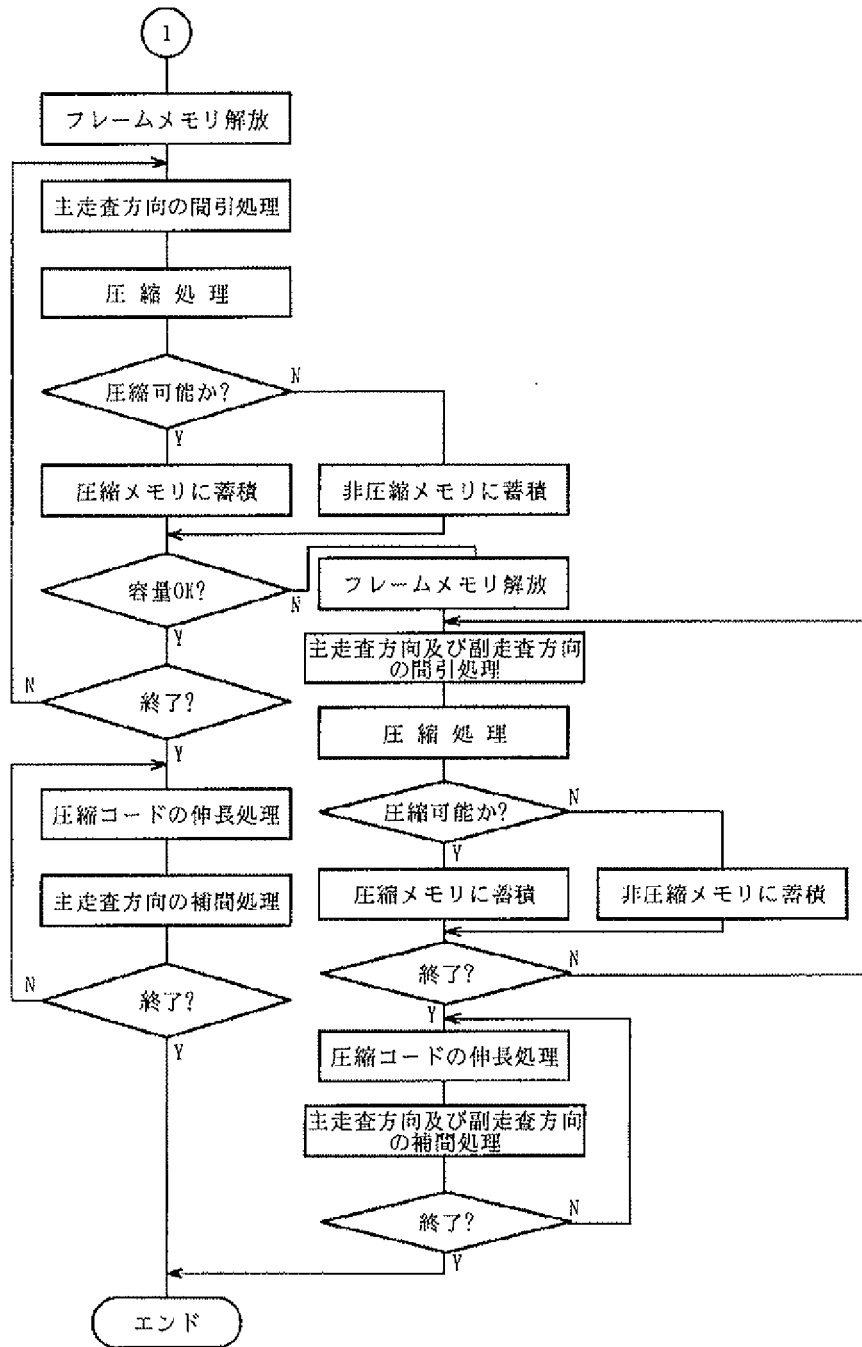 1
フレームメモリ解放
主走査方向の間引処理
圧縮処理
圧縮可能か?
N
Y
圧縮メモリに蓄積
非圧縮メモリに蓄積
容量OK?
N
Y
フレームメモリ解放
主走査方向及び副走査方向
の間引処理
終了?
N
Y
圧縮処理
圧縮可能か?
N
Y
圧縮コードの伸長処理
圧縮メモリに蓄積
非圧縮メモリに蓄積
主走査方向の補間処理
終了?
N
Y
終了?
N
Y
圧縮コードの伸長処理
主走査方向及び副走査方向
の補間処理
終了?
N
Y
エンド